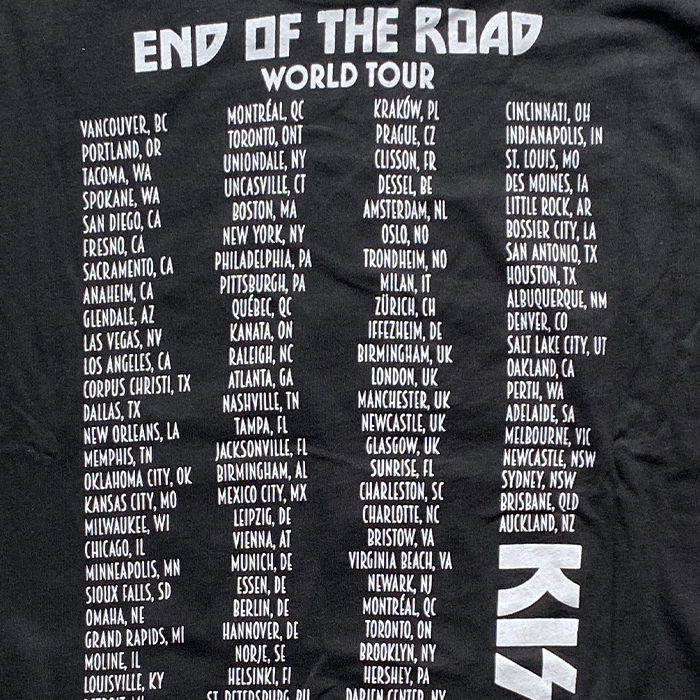 END OF THE ROAD
WORLD TOUR
VANCOUVER, BC
PORTLAND, OR
TACOMA, WA
SPOKANE, WA
SAN DIEGO, CA
FRESNO, CA
SACRAMENTO, CA
ANAHEIM, CA
GLENDALE, AZ
LAS VEGAS, NV
LOS ANGELES, CA
CORPUS CHRISTI, TX
DALLAS, TX
NEW ORLEANS, LA
MEMPHIS, TN
OKLAHOMA CITY, OK
KANSAS CITY, MO
MILWAUKEE, WI
CHICAGO, IL
MINNEAPOLIS, MN
SIOUX FALLS, SD
OMAHA, NE
GRAND RAPIDS, MI
MOLINE, IL
LOUISVILLE, KY
DETROIT, MI
MONTRÉAL, QC
TORONTO, ONT
UNIONDALE, NY
UNCASVILLE, CT
BOSTON, MA
NEW YORK, NY
PHILADELPHIA, PA
PITTSBURGH, PA
QUÉBEC, QC
KANATA, ON
RALEIGH, NC
ATLANTA, GA
NASHVILLE, TN
TAMPA, FL
JACKSONVILLE, FL
BIRMINGHAM, AL
MEXICO CITY, MX
LEIPZIG, DE
VIENNA, AT
MUNICH, DE
ESSEN, DE
BERLIN, DE
HANNOVER, DE
NORJE, SE
HELSINKI, FI
ST. PETERSBURG, RU
KRAKÓW, PL
PRAGUE, CZ
CLISSON, FR
DESSEL, BE
AMSTERDAM, NL
OSLO, NO
TRONDHEIM, NO
MILAN, IT
ZÜRICH, CH
IFFEZHEIM, DE
BIRMINGHAM, UK
LONDON, UK
MANCHESTER, UK
NEWCASTLE, UK
GLASGOW, UK
SUNRISE, FL
CHARLESTON, SC
CHARLOTTE, NC
BRISTOW, VA
VIRGINIA BEACH, VA
NEWARK, NJ
MONTRÉAL, QC
TORONTO, ON
BROOKLYN, NY
HERSHEY, PA
DARIEN CENTER, NY
CINCINNATI, OH
INDIANAPOLIS, IN
ST. LOUIS, MO
DES MOINES, IA
LITTLE ROCK, AR
BOSSIER CITY, LA
SAN ANTONIO, TX
HOUSTON, TX
ALBUQUERQUE, NM
DENVER, CO
SALT LAKE CITY, UT
OAKLAND, CA
PERTH, WA
ADELAIDE, SA
MELBOURNE, VIC
NEWCASTLE, NSW
SYDNEY, NSW
BRISBANE, QLD
AUCKLAND, NZ
KIS